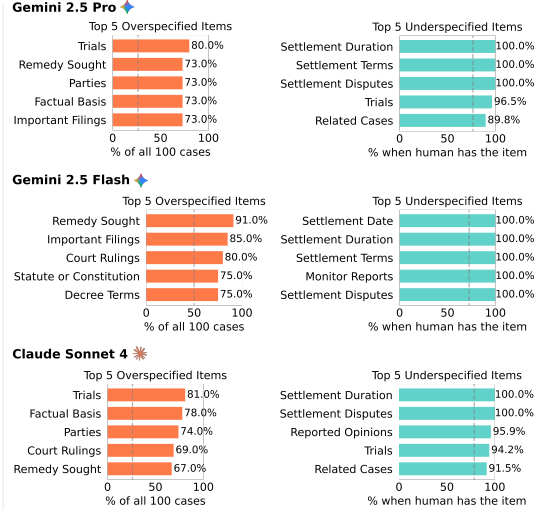 Gemini 2.5 Pro
Top 5 Overspecified Items
Trials 80.0%
Remedy Sought 73.0%
Parties 73.0%
Factual Basis 73.0%
Important Filings 73.0%
0 50 100
% of all 100 cases
Top 5 Underspecified Items
Settlement Duration 100.0%
Settlement Terms 100.0%
Settlement Disputes 100.0%
Trials 96.5%
Related Cases 89.8%
0 50 100
% when human has the item
Gemini 2.5 Flash
Top 5 Overspecified Items
Remedy Sought 91.0%
Important Filings 85.0%
Court Rulings 80.0%
Statute or Constitution 75.0%
Decree Terms 75.0%
0 50 100
% of all 100 cases
Top 5 Underspecified Items
Settlement Date 100.0%
Settlement Duration 100.0%
Settlement Terms 100.0%
Monitor Reports 100.0%
Settlement Disputes 100.0%
0 50 100
% when human has the item
Claude Sonnet 4
Top 5 Overspecified Items
Trials 81.0%
Factual Basis 78.0%
Parties 74.0%
Court Rulings 69.0%
Remedy Sought 67.0%
0 50 100
% of all 100 cases
Top 5 Underspecified Items
Settlement Duration 100.0%
Settlement Disputes 100.0%
Reported Opinions 95.9%
Trials 94.2%
Related Cases 91.5%
0 50 100
% when human has the item